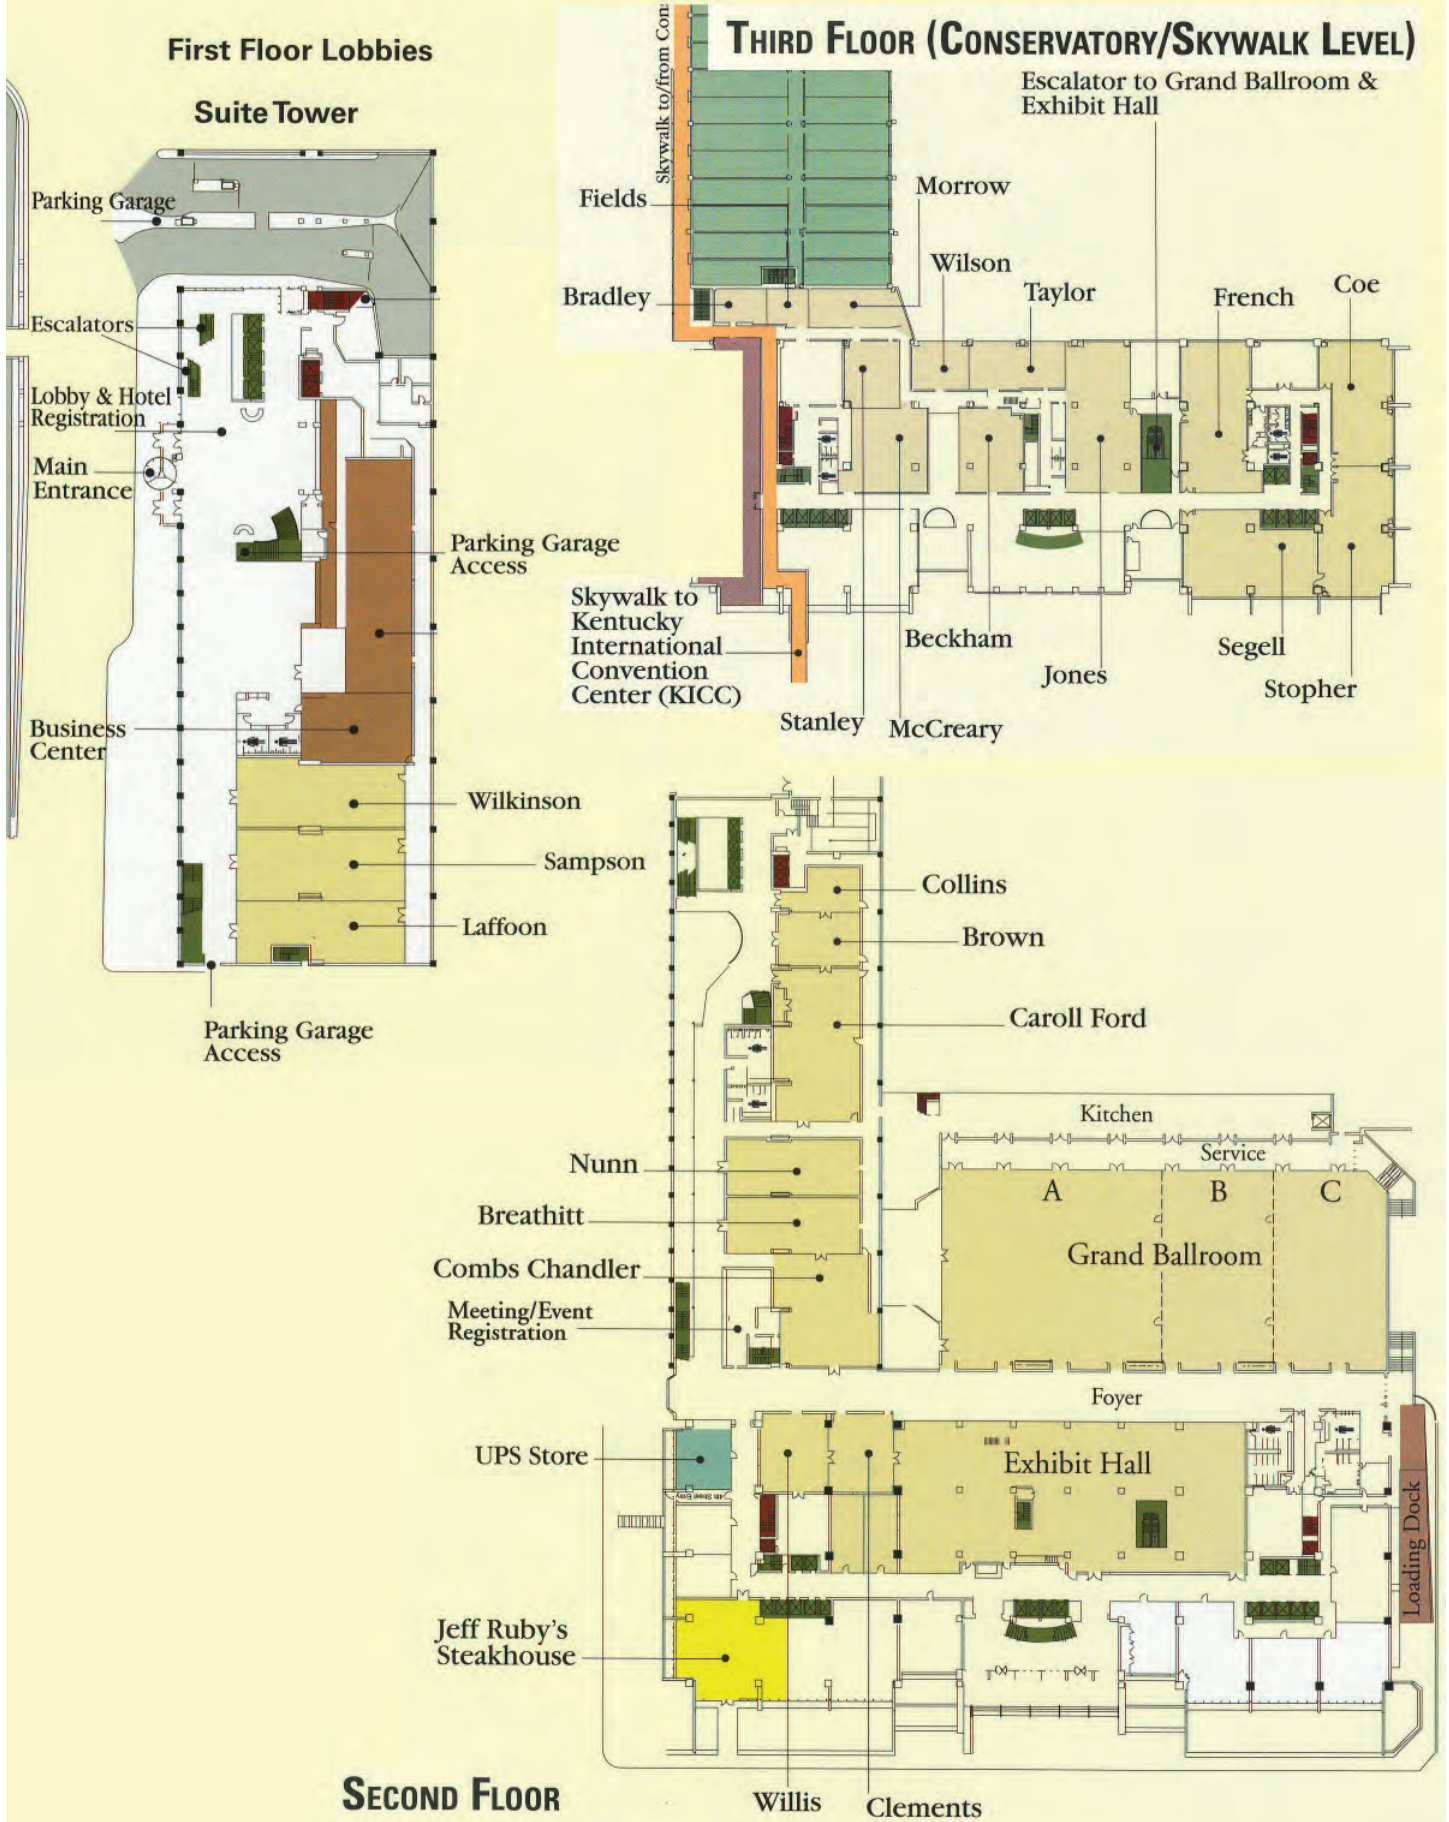 First Floor Lobbies
Suite Tower
Parking Garage
Escalators
Lobby & Hotel
Registration
Main
Entrance
Parking Garage
Access
Business
Center
Wilkinson
Sampson
Laffoon
Parking Garage
Access
THIRD FLOOR (CONSERVATORY/SKYWALK LEVEL)
Escalator to Grand Ballroom &
Exhibit Hall
Skywalk to/from
Fields
Morrow
Bradley
Wilson
Taylor
French
Coe
Skywalk to
Kentucky
International
Convention
Center (KICC)
Stanley
McCreary
Beckham
Jones
Segell
Stopher
Collins
Brown
Caroll Ford
Kitchen
Service
Nunn
A
B
C
Breathitt
Grand Ballroom
Combs Chandler
Meeting/Event
Registration
Foyer
UPS Store
Exhibit Hall
4th Street Entry
Loading Dock
Jeff Ruby's
Steakhouse
SECOND FLOOR
Willis
Clements